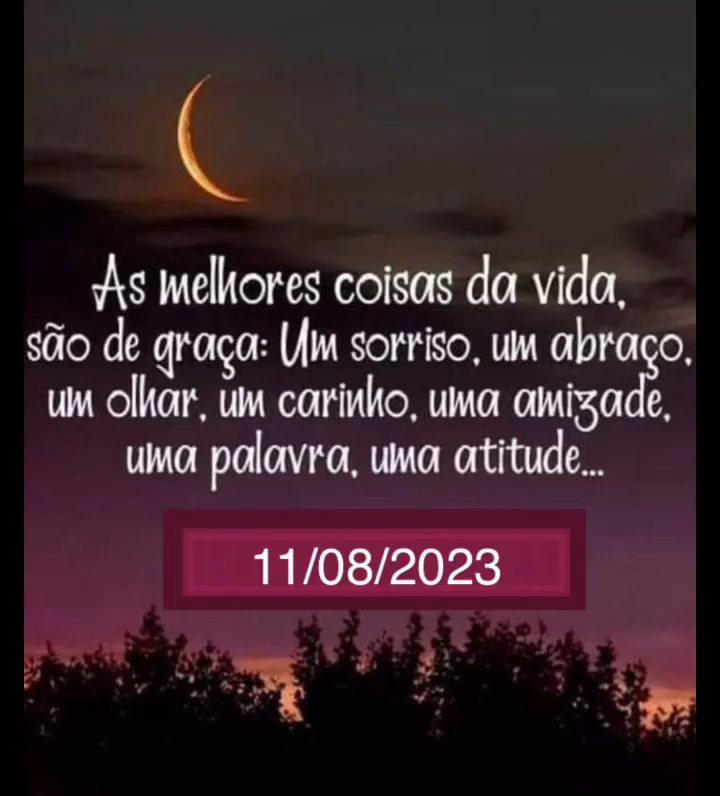 As melhores coisas da vida,
são de graça: Um sorriso, um abraço,
um olhar, um carinho, uma amizade,
uma palavra, uma atitude...
11/08/2023